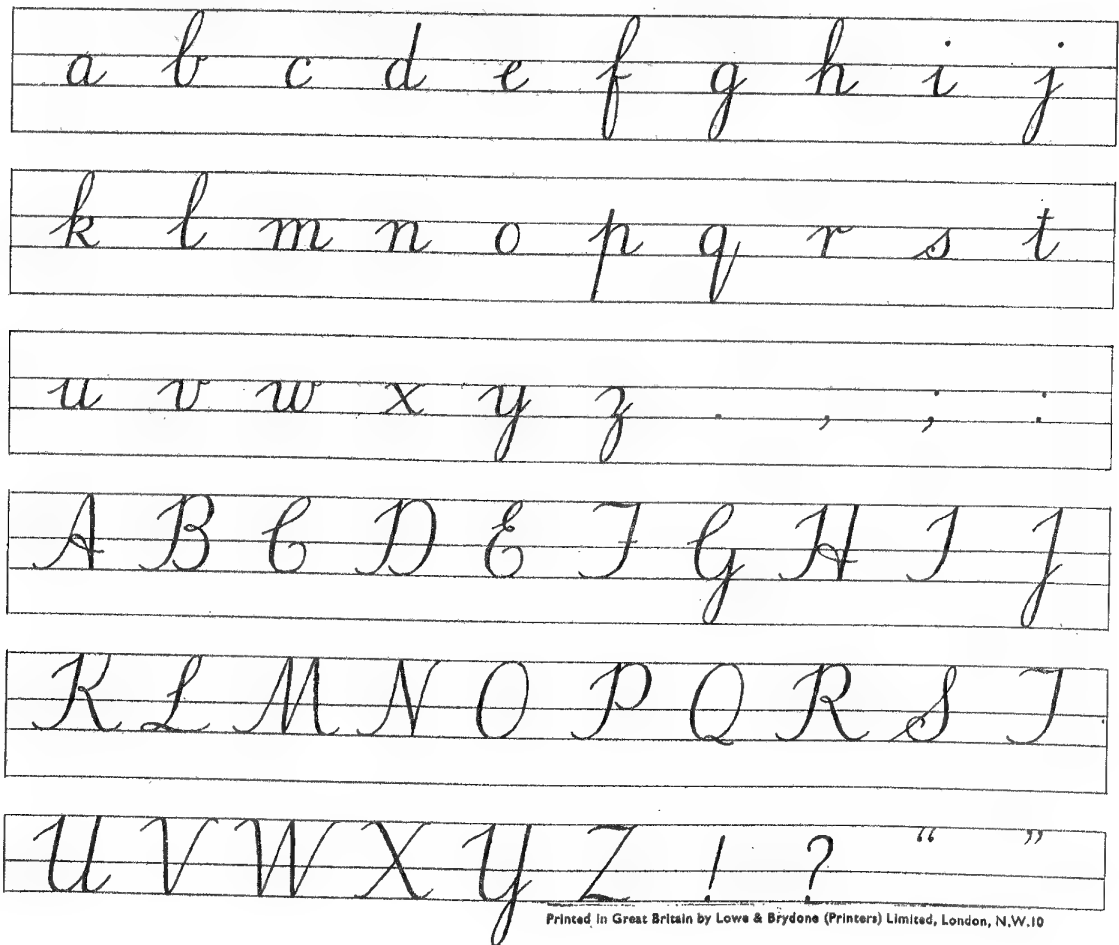 a b c d e f g h i j
k l m n o p q r s t
u v w x y z . , ; :
A B C D E F G H I J
K L M N O P Q R S T
U V W X Y Z ! ? “ ”
Printed in Great Britain by Lowe & Brydone (Printers) Limited, London, N.W.10